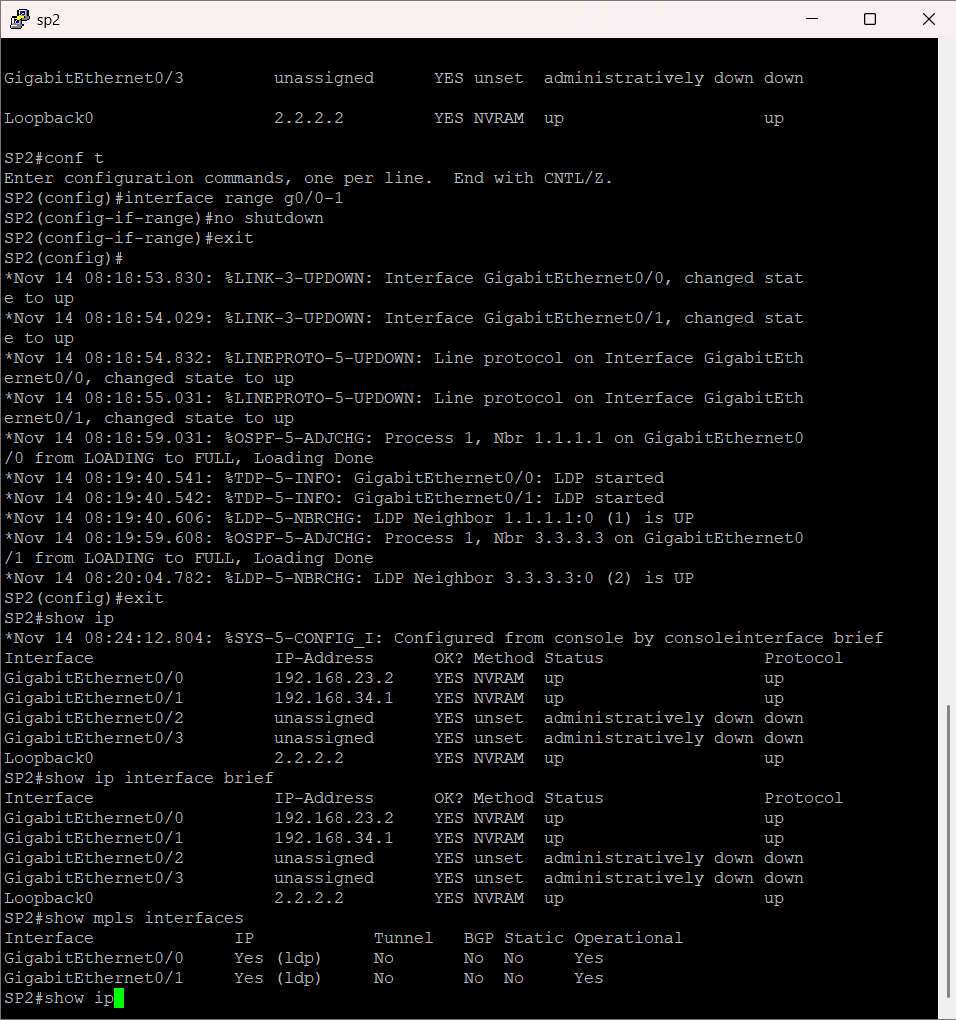 sp2
GigabitEthernet0/3         unassigned      YES unset  administratively down down
Loopback0                  2.2.2.2         YES NVRAM  up                    up
SP2#conf t
Enter configuration commands, one per line.  End with CNTL/Z.
SP2(config)#interface range g0/0-1
SP2(config-if-range)#no shutdown
SP2(config-if-range)#exit
SP2(config)#
*Nov 14 08:18:53.830: %LINK-3-UPDOWN: Interface GigabitEthernet0/0, changed stat
e to up
*Nov 14 08:18:54.029: %LINK-3-UPDOWN: Interface GigabitEthernet0/1, changed stat
e to up
*Nov 14 08:18:54.832: %LINEPROTO-5-UPDOWN: Line protocol on Interface GigabitEth
ernet0/0, changed state to up
*Nov 14 08:18:55.031: %LINEPROTO-5-UPDOWN: Line protocol on Interface GigabitEth
ernet0/1, changed state to up
*Nov 14 08:18:59.031: %OSPF-5-ADJCHG: Process 1, Nbr 1.1.1.1 on GigabitEthernet0
/0 from LOADING to FULL, Loading Done
*Nov 14 08:19:40.541: %TDP-5-INFO: GigabitEthernet0/0: LDP started
*Nov 14 08:19:40.542: %TDP-5-INFO: GigabitEthernet0/1: LDP started
*Nov 14 08:19:40.606: %LDP-5-NBRCHG: LDP Neighbor 1.1.1.1:0 (1) is UP
*Nov 14 08:19:59.608: %OSPF-5-ADJCHG: Process 1, Nbr 3.3.3.3 on GigabitEthernet0
/1 from LOADING to FULL, Loading Done
*Nov 14 08:20:04.782: %LDP-5-NBRCHG: LDP Neighbor 3.3.3.3:0 (2) is UP
SP2(config)#exit
SP2#show ip
*Nov 14 08:24:12.804: %SYS-5-CONFIG_I: Configured from console by consoleinterface brief
Interface                  IP-Address      OK? Method Status                Protocol
GigabitEthernet0/0         192.168.23.2    YES NVRAM  up                    up
GigabitEthernet0/1         192.168.34.1    YES NVRAM  up                    up
GigabitEthernet0/2         unassigned      YES unset  administratively down down
GigabitEthernet0/3         unassigned      YES unset  administratively down down
Loopback0                  2.2.2.2         YES NVRAM  up                    up
SP2#show ip interface brief
Interface                  IP-Address      OK? Method Status                Protocol
GigabitEthernet0/0         192.168.23.2    YES NVRAM  up                    up
GigabitEthernet0/1         192.168.34.1    YES NVRAM  up                    up
GigabitEthernet0/2         unassigned      YES unset  administratively down down
GigabitEthernet0/3         unassigned      YES unset  administratively down down
Loopback0                  2.2.2.2         YES NVRAM  up                    up
SP2#show mpls interfaces
Interface              IP            Tunnel   BGP Static Operational
GigabitEthernet0/0     Yes (ldp)     No       No  No     Yes
GigabitEthernet0/1     Yes (ldp)     No       No  No     Yes
SP2#show ip